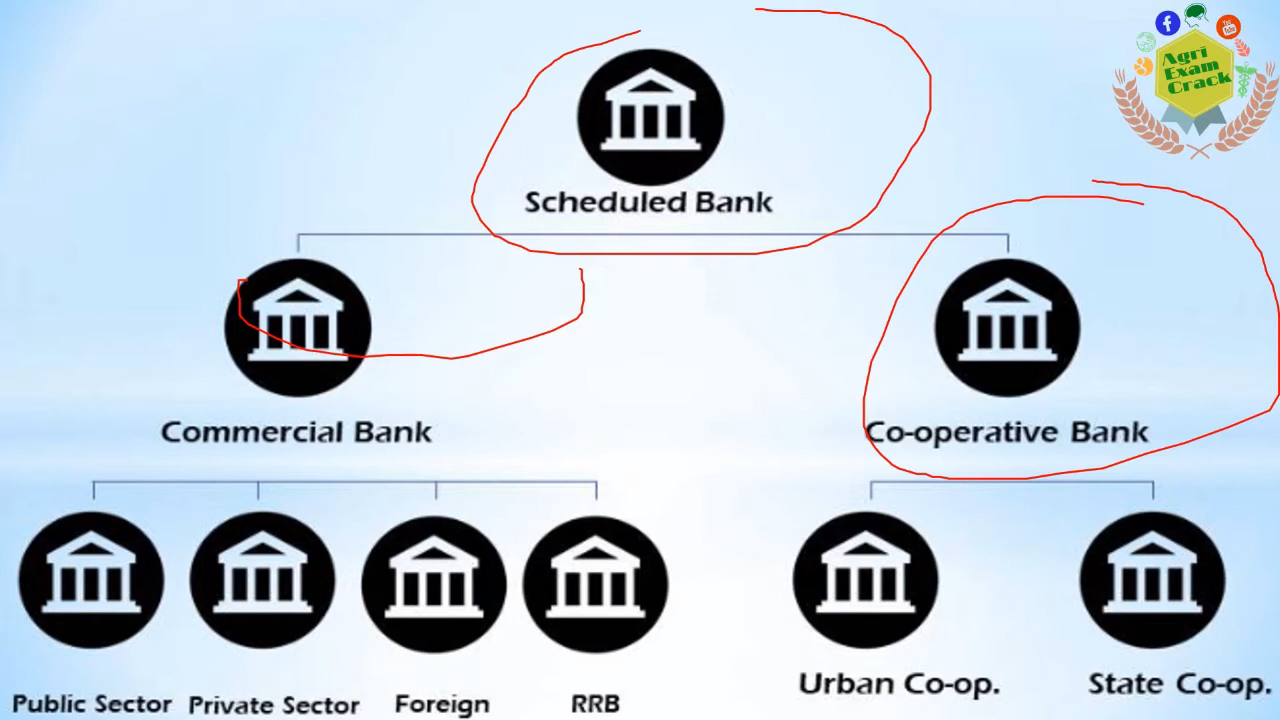 Agri
Exam
Crack
Scheduled Bank
Commercial Bank
Co-operative Bank
Public Sector
Private Sector
Foreign
RRB
Urban Co-op.
State Co-op.